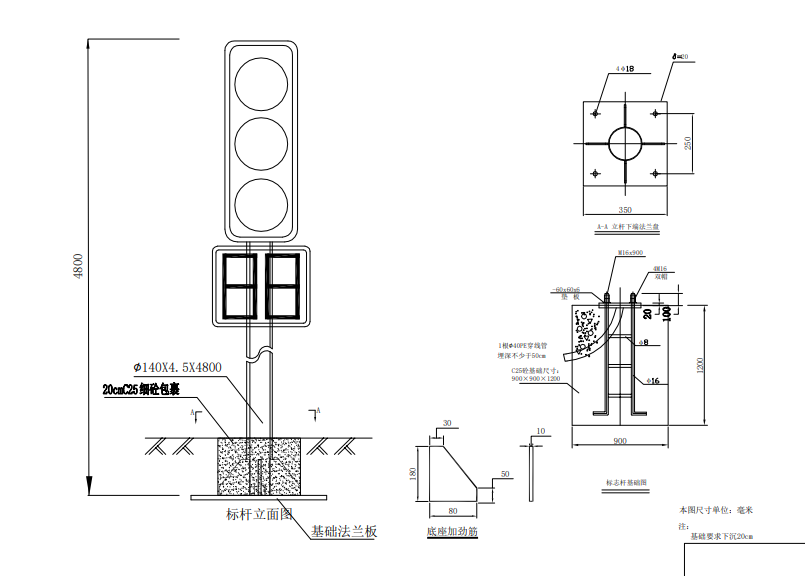 4800
Φ140X4.5X4800
20cmC25细砼包裹
A
A
标杆立面图
基础法兰板
4Φ18
δ=20
250
350
A-A 立杆下端法兰盘
M16x900
4M16
双帽
-60x60x6
垫 板
20
100
1根Φ40PE穿线管
埋深不少于50cm
Φ8
C25砼基础尺寸:
900×900×1200
Φ16
1200
900
标志杆基础图
30
10
180
50
80
底座加劲筋
本图尺寸单位: 毫米
注:
基础要求下沉20cm